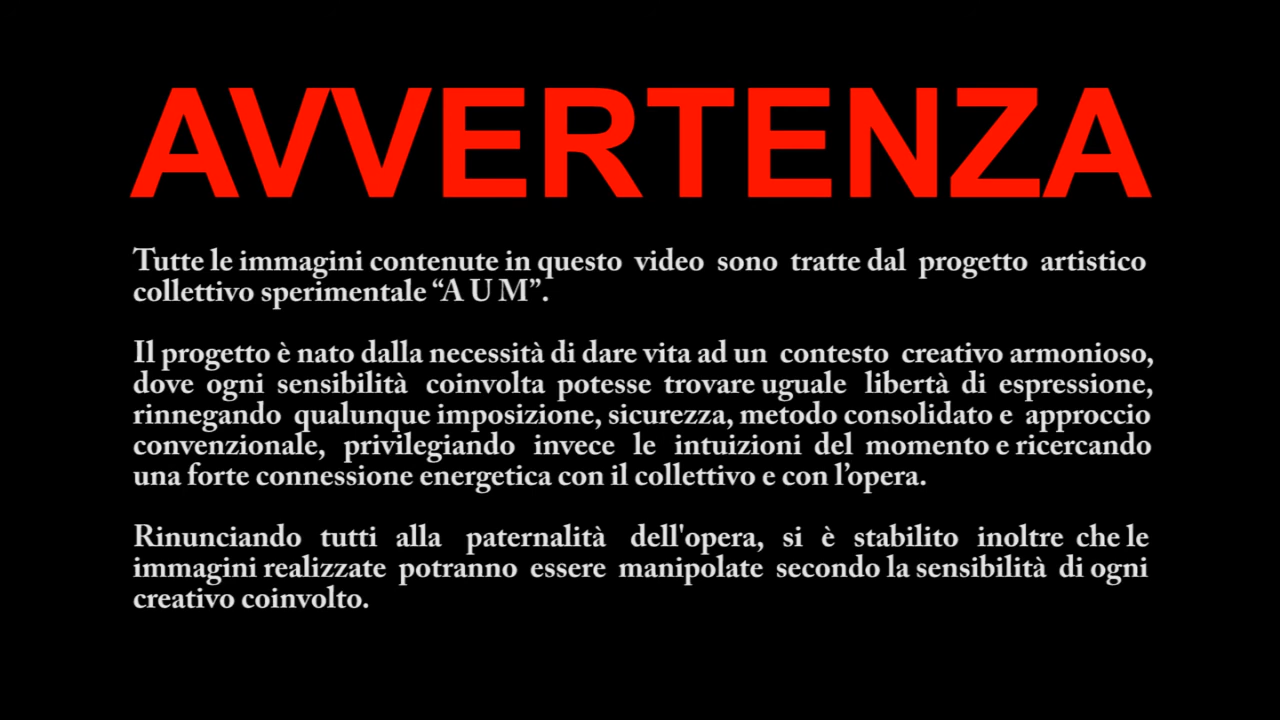 AVVERTENZA
Tutte le immagini contenute in questo video sono tratte dal progetto artistico
collettivo sperimentale “A U M”.
Il progetto è nato dalla necessità di dare vita ad un contesto creativo armonioso,
dove ogni sensibilità coinvolta potesse trovare uguale libertà di espressione,
rinnegando qualunque imposizione, sicurezza, metodo consolidato e approccio
convenzionale, privilegiando invece le intuizioni del momento e ricercando
una forte connessione energetica con il collettivo e con l’opera.
Rinunciando tutti alla paternalità dell'opera, si è stabilito inoltre che le
immagini realizzate potranno essere manipolate secondo la sensibilità di ogni
creativo coinvolto.